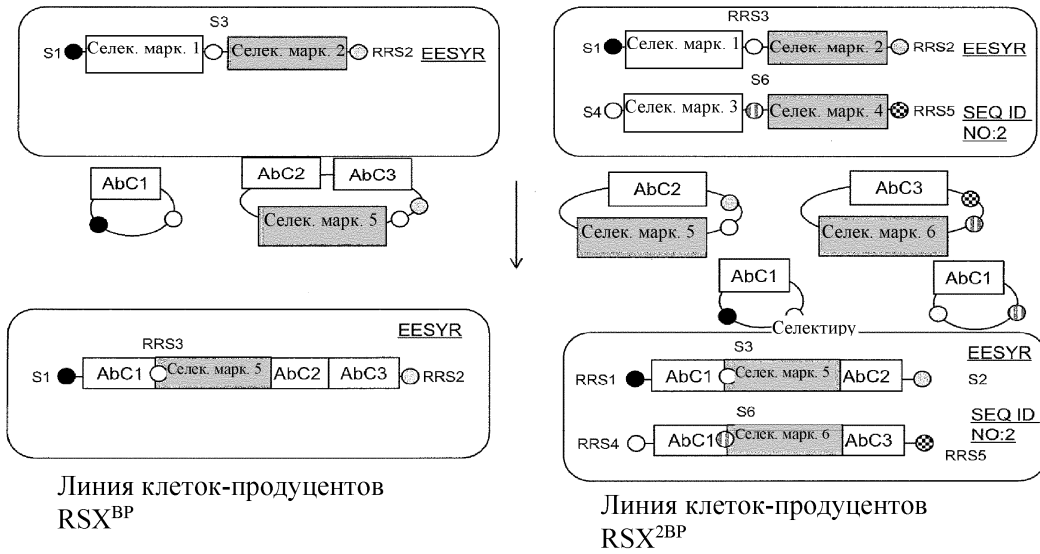 S3
S1 Селек. марк. 1 Селек. марк. 2 RRS2 EESYR
AbC1
AbC2 AbC3
Селек. марк. 5
EESYR
RRS3
S1 AbC1 Селек. марк. 5 AbC2 AbC3 RRS2
Линия клеток-продуцентов
RSX^BP
RRS3
S1 Селек. марк. 1 Селек. марк. 2 RRS2 EESYR
S6
S4 Селек. марк. 3 Селек. марк. 4 RRS5 SEQ ID
NO:2
AbC2 AbC3
Селек. марк. 5 Селек. марк. 6
AbC1 AbC1
Селектиру
S3 EESYR
RRS1 AbC1 Селек. марк. 5 AbC2 S2
S6 SEQ ID
NO:2
RRS4 AbC1 Селек. марк. 6 AbC3 RRS5
Линия клеток-продуцентов
RSX^2BP